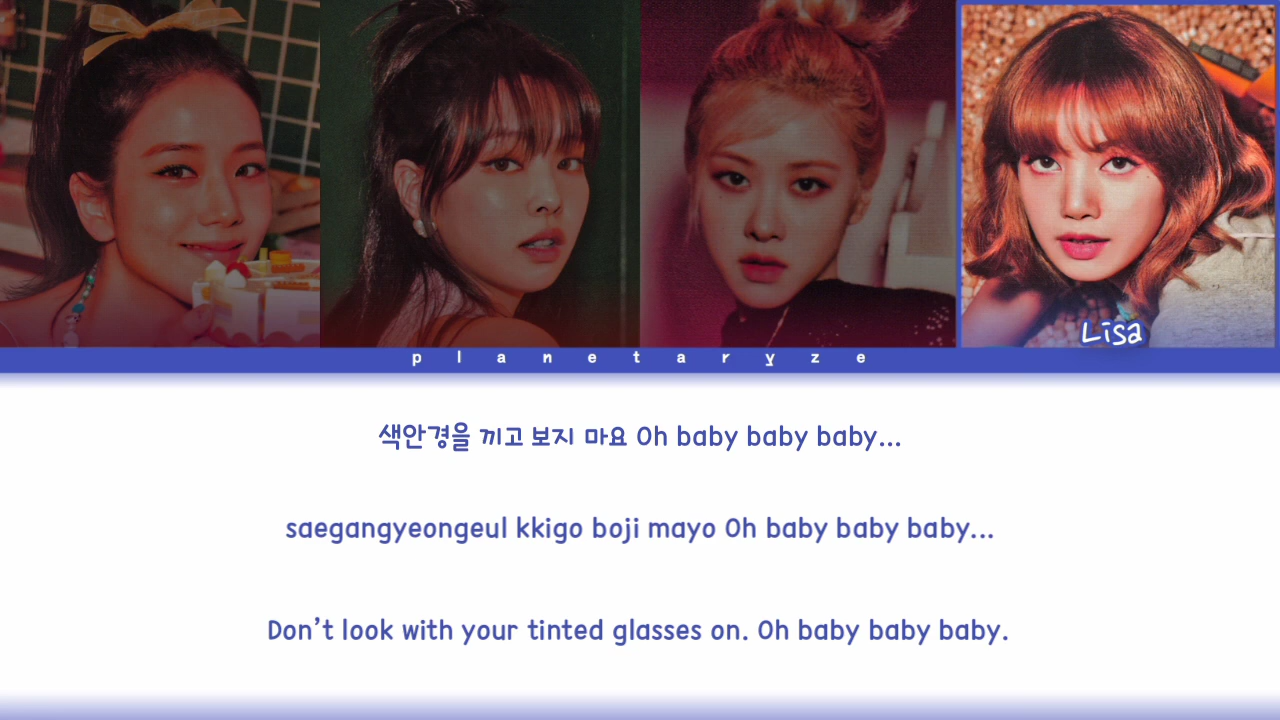 Lisa
planetaryze
색안경을 끼고 보지 마요 Oh baby baby baby...
saegangyeongeul kkigo boji mayo Oh baby baby baby...
Don't look with your tinted glasses on. Oh baby baby baby.